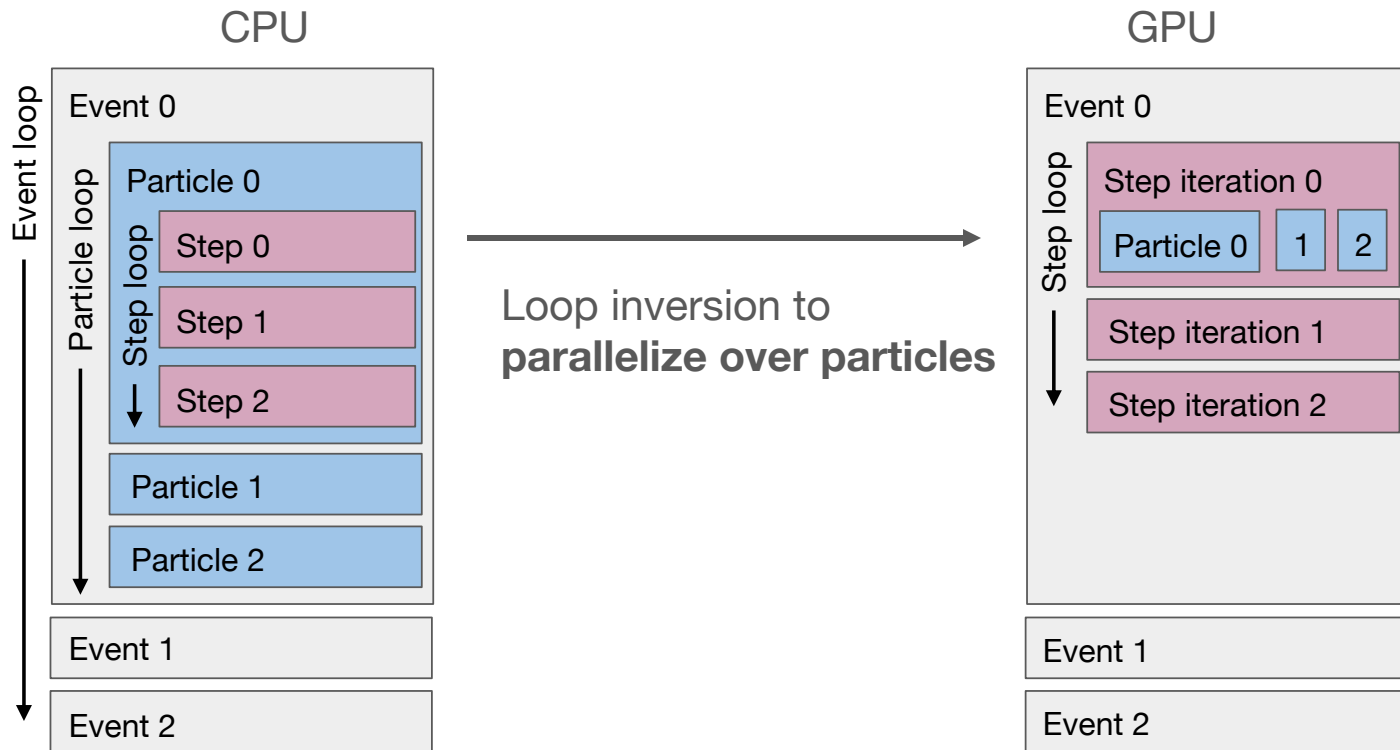 CPU
Event loop
Event 0
Particle loop
Particle 0
Step loop
Step 0
Step 1
Step 2
Particle 1
Particle 2
Event 1
Event 2
Loop inversion to
parallelize over particles
GPU
Event 0
Step loop
Step iteration 0
Particle 0 1 2
Step iteration 1
Step iteration 2
Event 1
Event 2